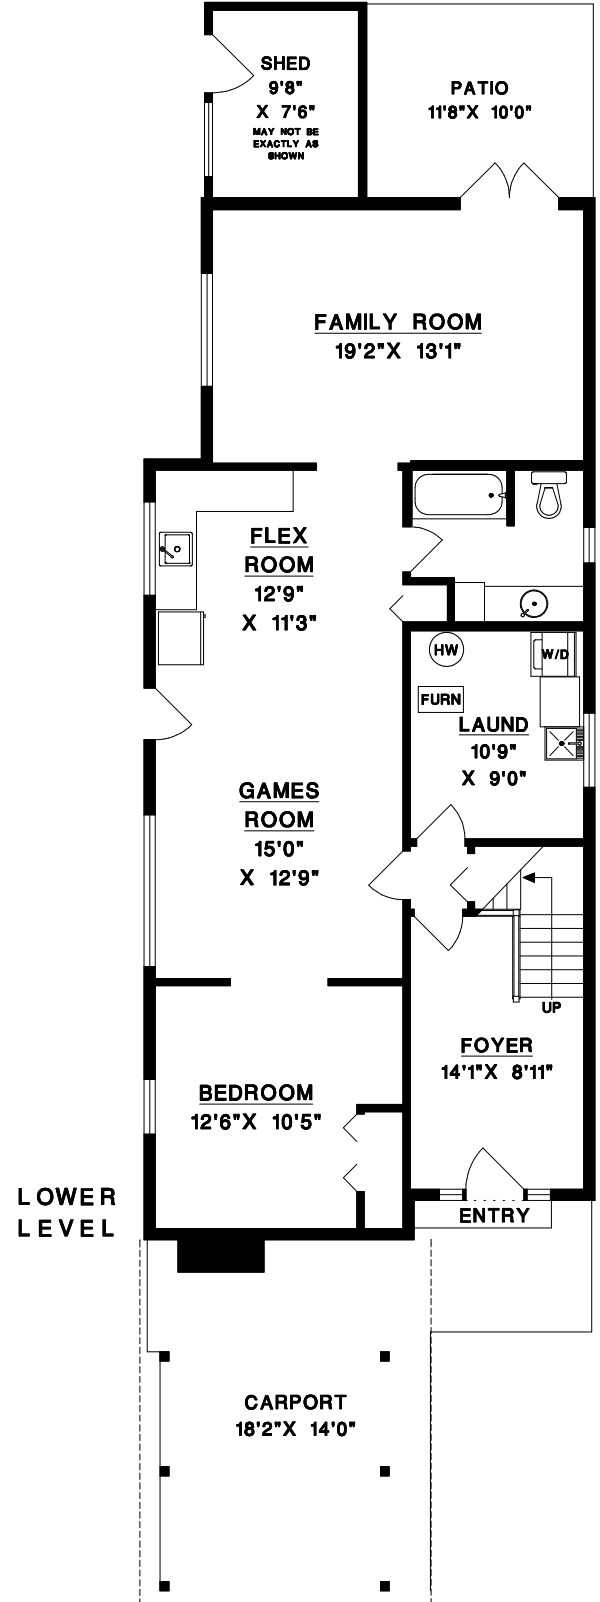 SHED
9'8"
X 7'6"
MAY NOT BE
EXACTLY AS
SHOWN
PATIO
11'8"X 10'0"
FAMILY ROOM
19'2"X 13'1"
FLEX
ROOM
12'9"
X 11'3"
HW
W/D
FURN
LAUND
10'9"
X 9'0"
GAMES
ROOM
15'0"
X 12'9"
UP
FOYER
14'1"X 8'11"
BEDROOM
12'6"X 10'5"
LOWER
LEVEL
ENTRY
CARPORT
18'2"X 14'0"